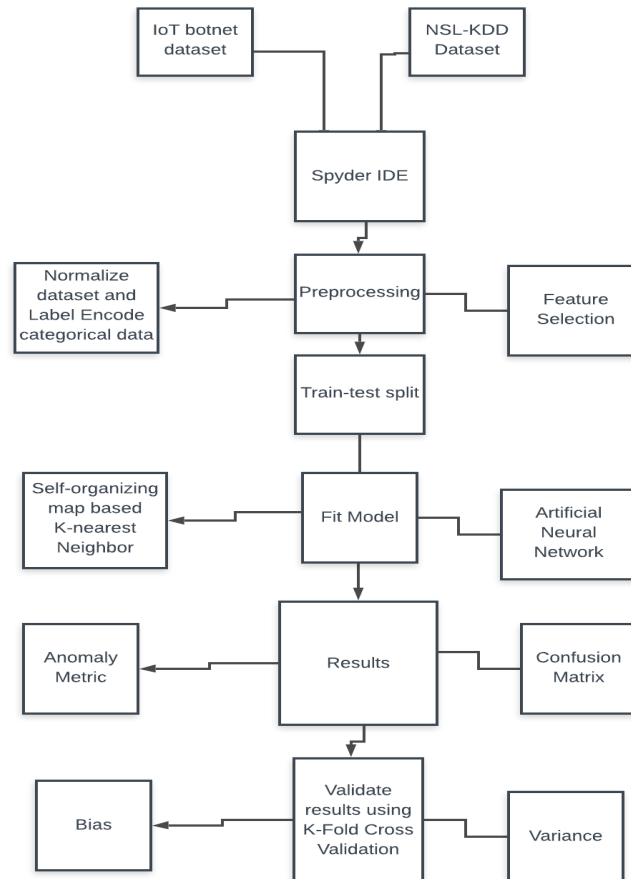 IoT botnet
dataset
NSL-KDD
Dataset
Spyder IDE
Normalize
dataset and
Label Encode
categorical data
Preprocessing
Feature
Selection
Train-test split
Self-organizing
map based
K-nearest
Neighbor
Fit Model
Artificial
Neural
Network
Anomaly
Metric
Results
Confusion
Matrix
Bias
Validate
results using
K-Fold Cross
Validation
Variance